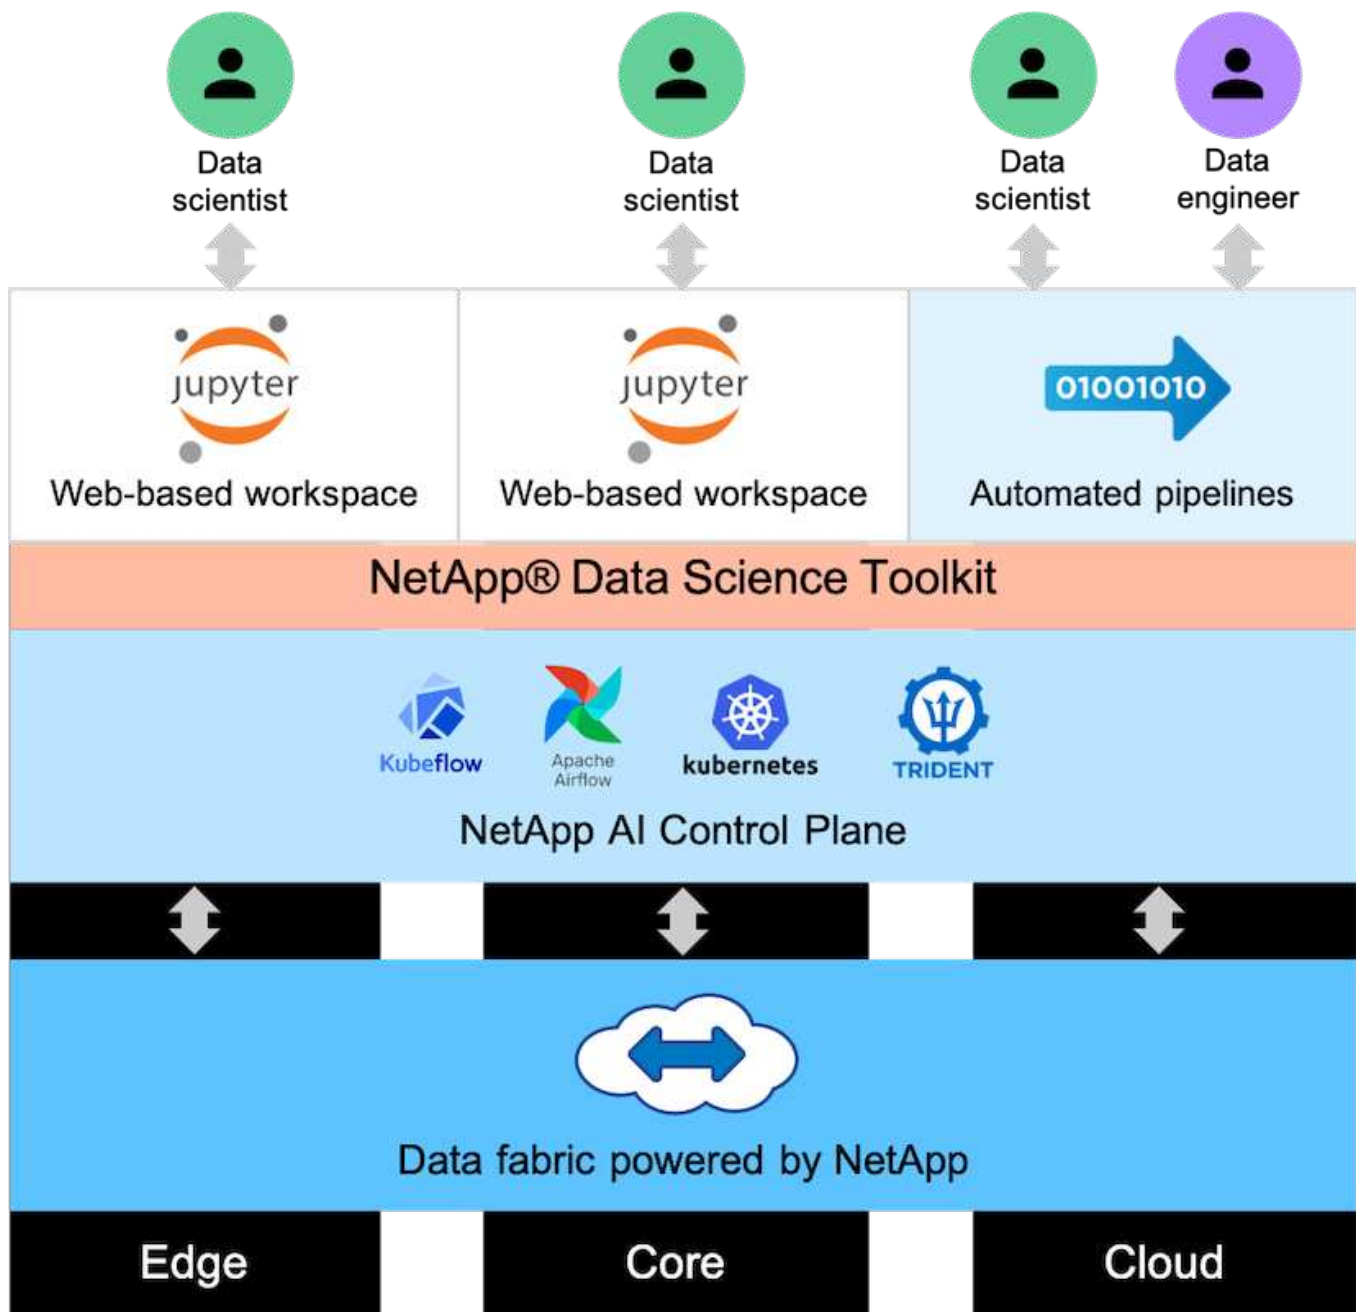 Data
scientist
Data
scientist
Data
scientist
Data
engineer
jupyter
Web-based workspace
jupyter
Web-based workspace
01001010
Automated pipelines
NetApp® Data Science Toolkit
Kubeflow
Apache
Airflow
kubernetes
TRIDENT
NetApp AI Control Plane
Data fabric powered by NetApp
Edge
Core
Cloud